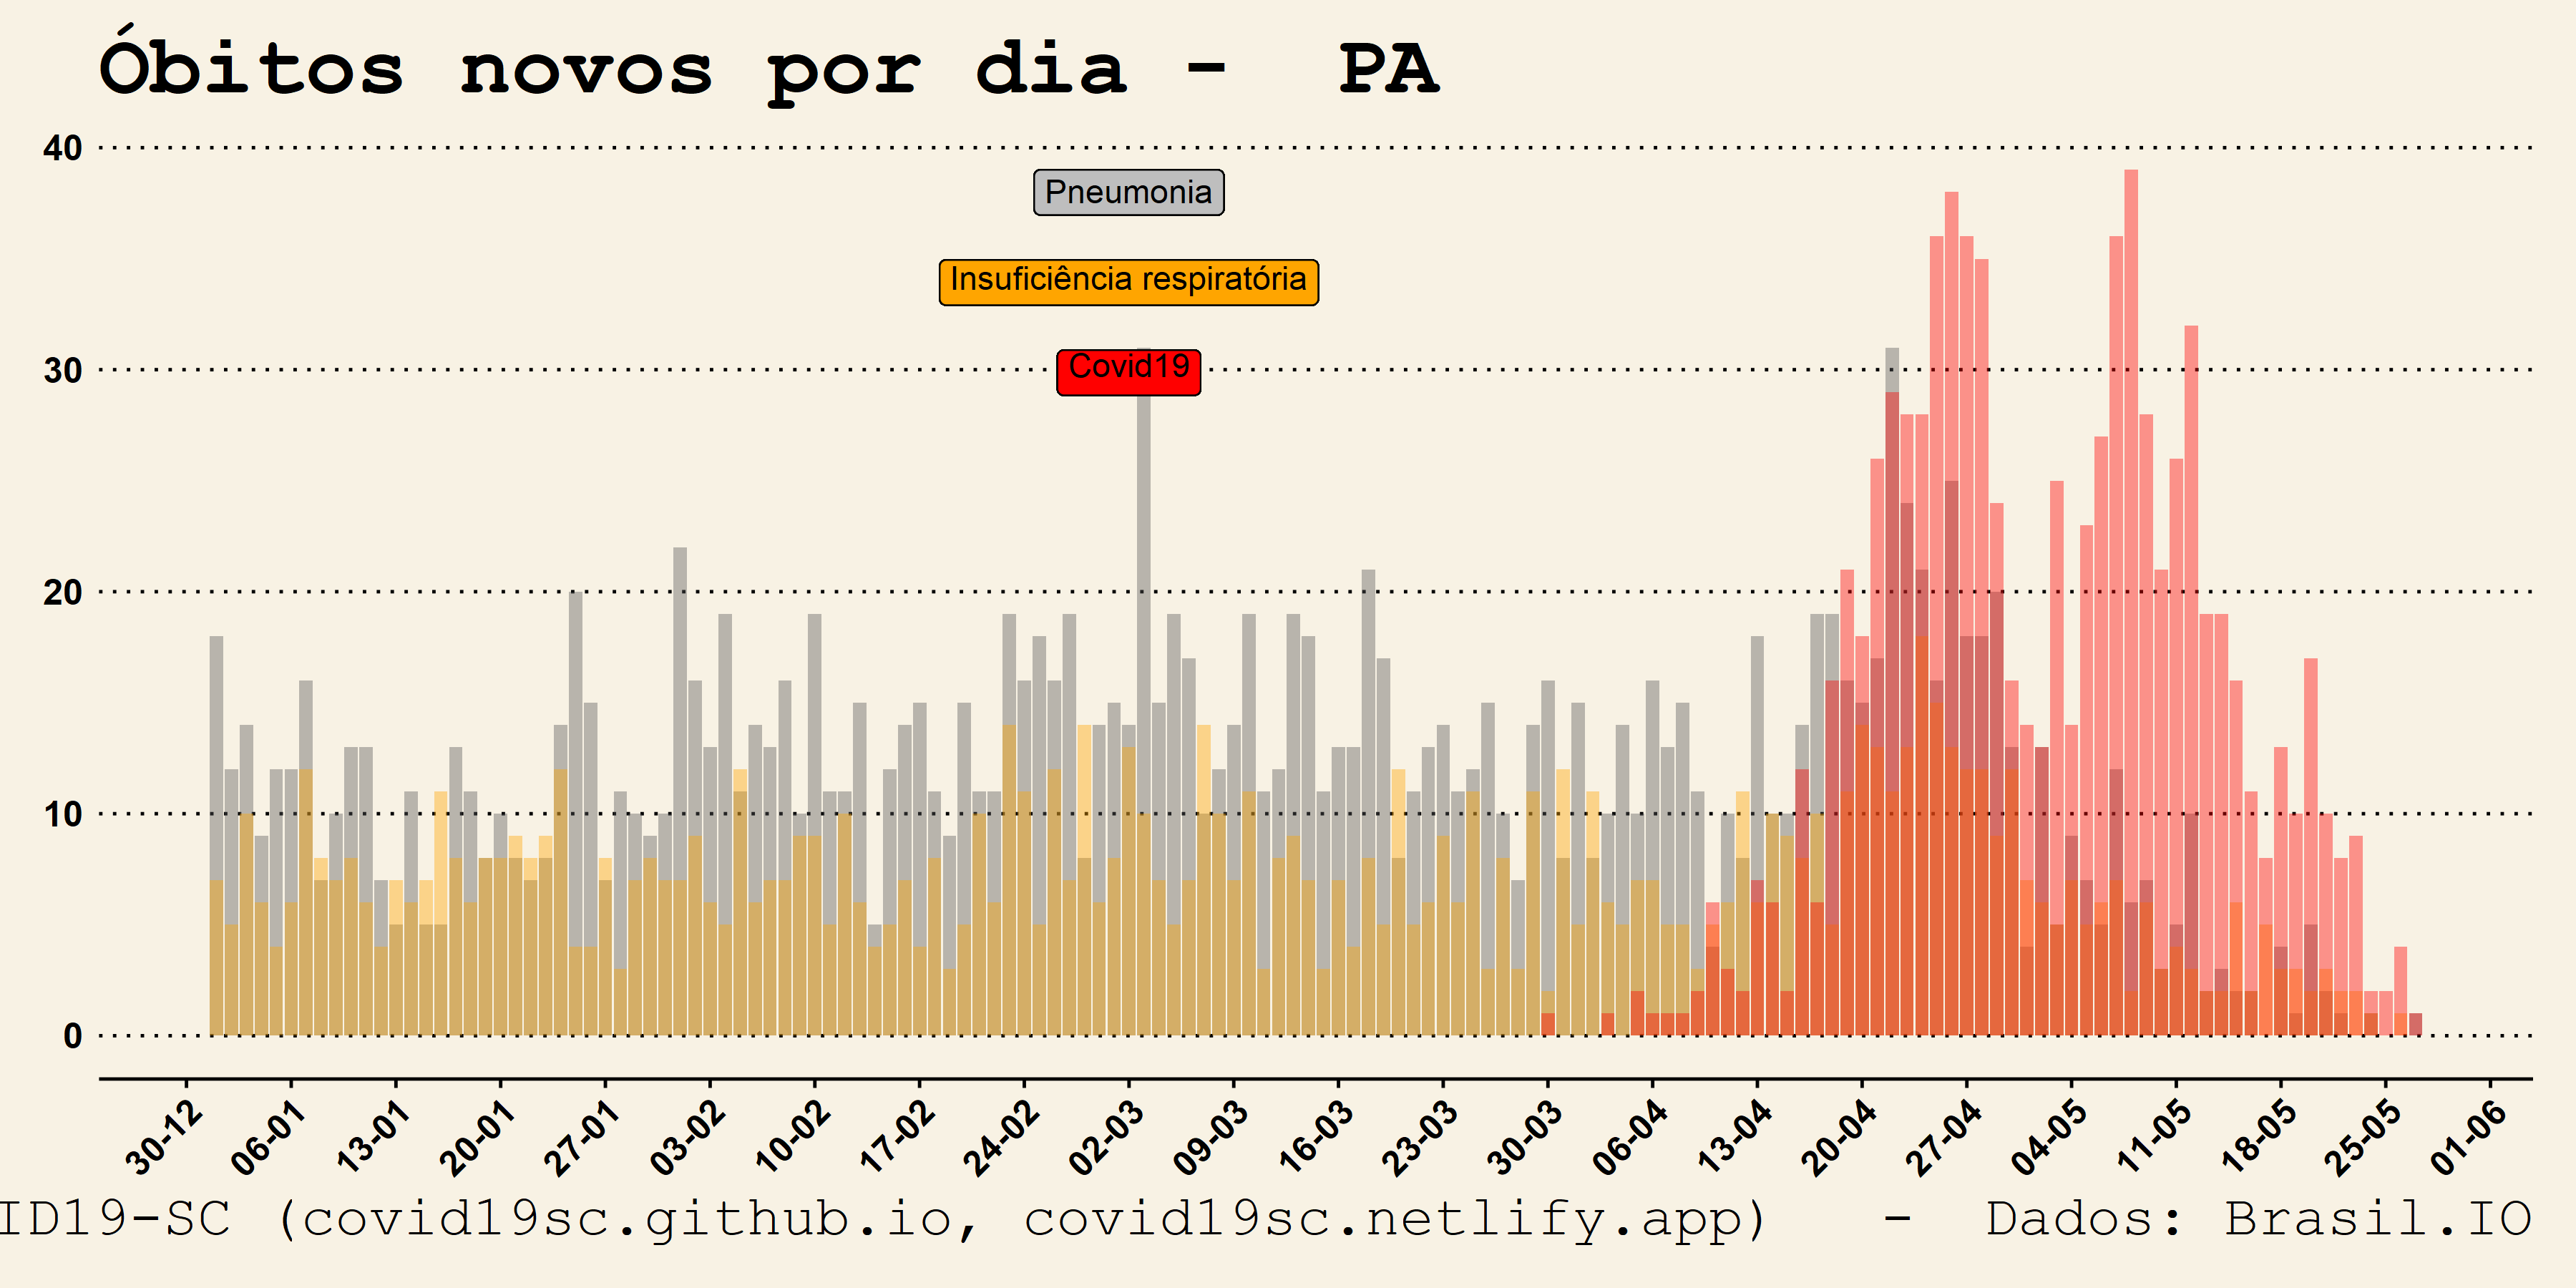 Óbitos novos por dia - PA
40
Pneumonia
Insuficiência respiratória
30
Covid19
20
10
0
30-12 06-01 13-01 20-01 27-01 03-02 10-02 17-02 24-02 02-03 09-03 16-03 23-03 30-03 06-04 13-04 20-04 27-04 04-05 11-05 18-05 25-05 01-06
ID19-SC (covid19sc.github.io, covid19sc.netlify.app) - Dados: Brasil.IO